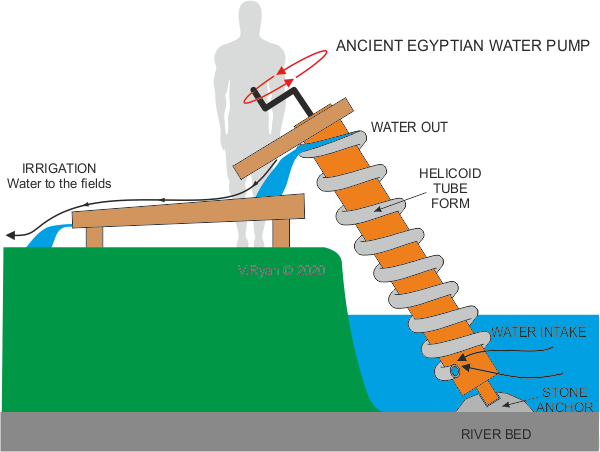 ANCIENT EGYPTIAN WATER PUMP
WATER OUT
IRRIGATION
Water to the fields
HELICOID
TUBE
FORM
V.Ryan © 2020
WATER INTAKE
STONE
ANCHOR
RIVER BED